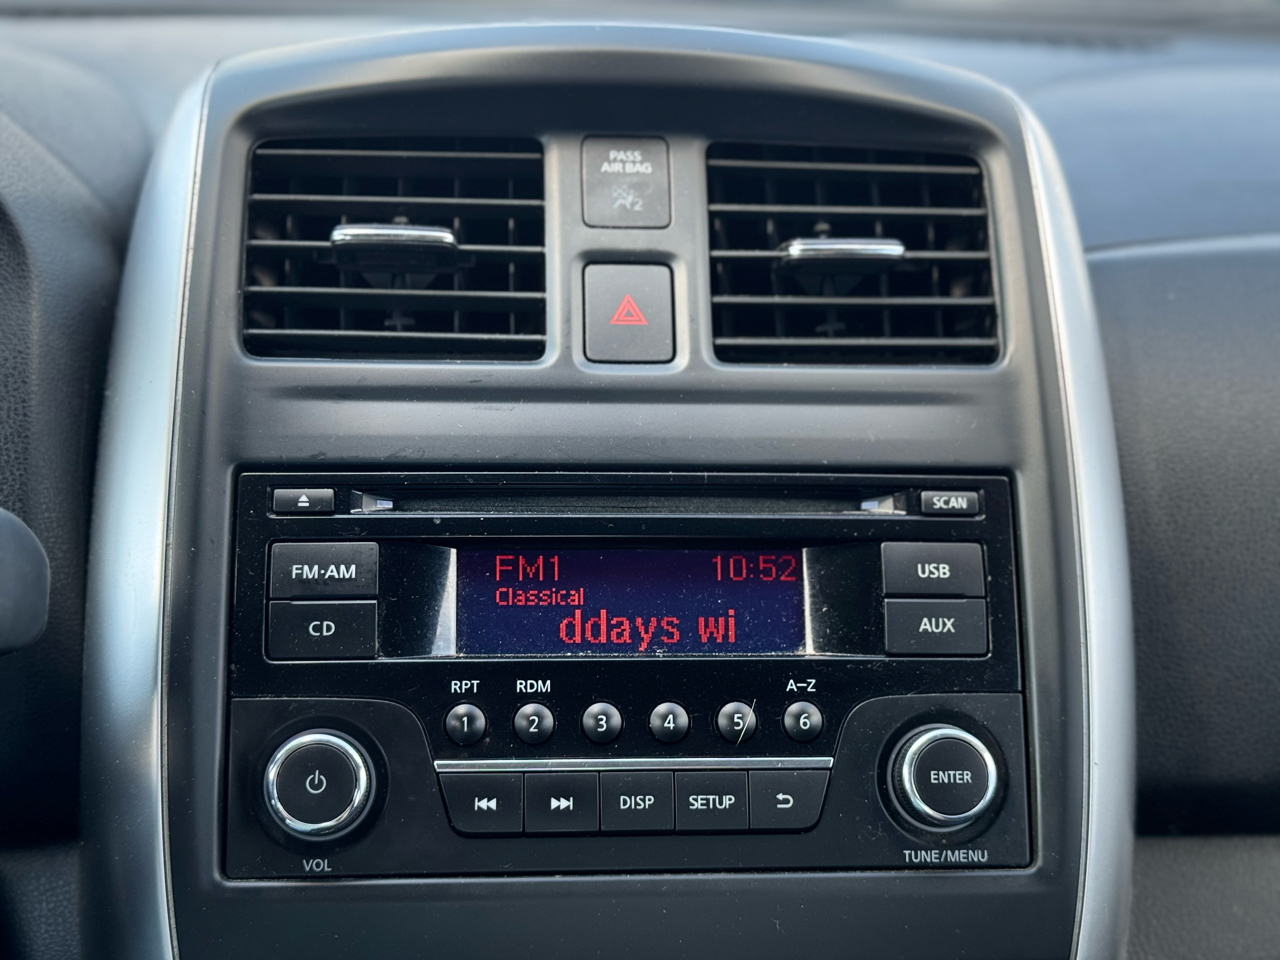 PASS
AIR BAG
2
SCAN
FM·AM
CD
FM1 10:52
Classical
ddays wi
USB
AUX
RPT RDM A–Z
1 2 3 4 5 6
DISP SETUP
ENTER
VOL
TUNE/MENU